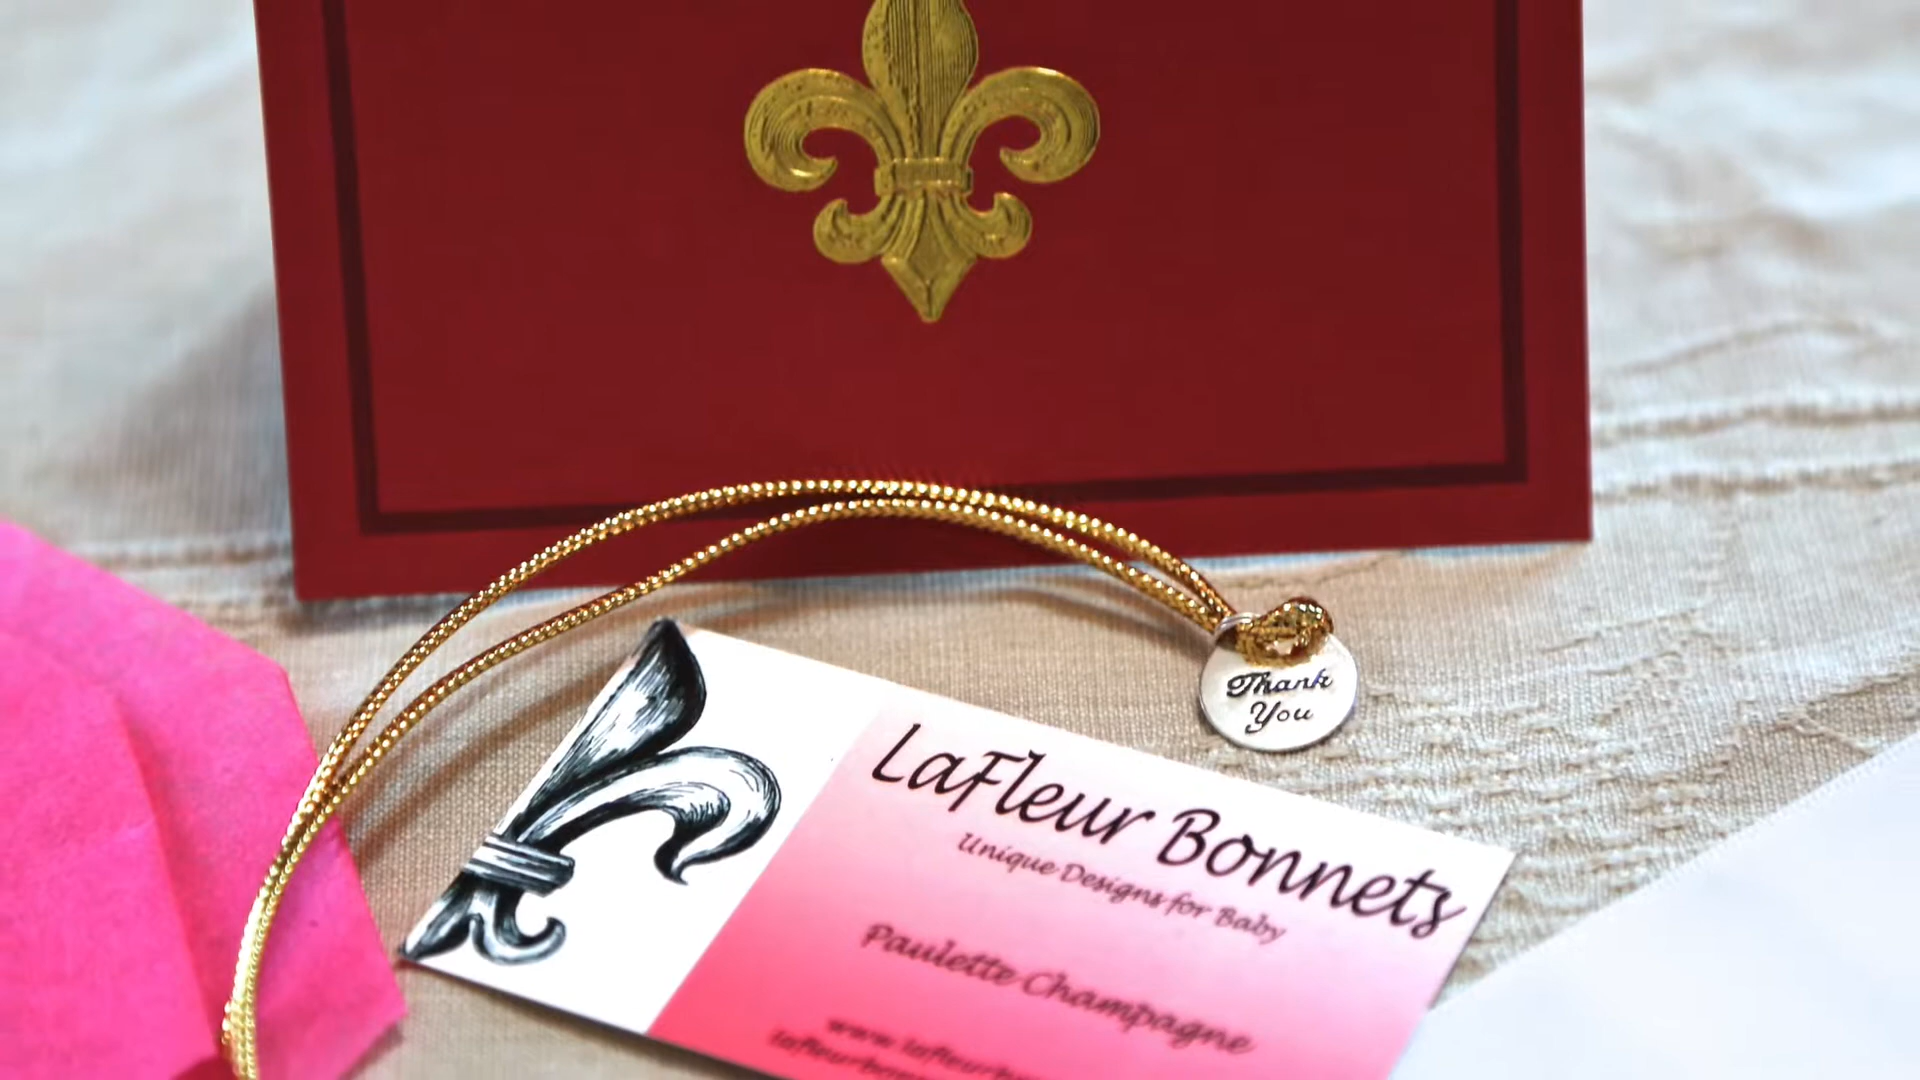 Thank
You
LaFleur Bonnets
Unique Designs for Baby
Paulette Champagne